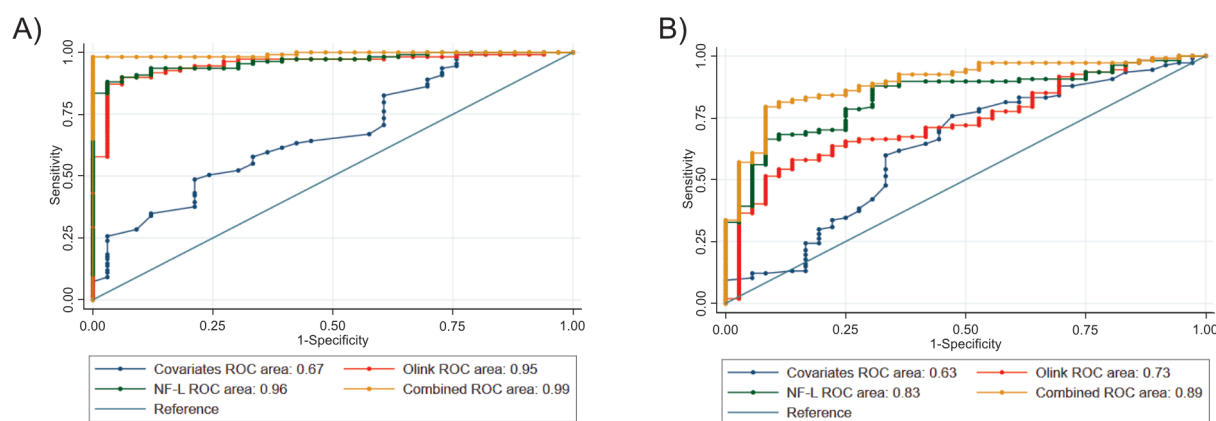 A)
Sensitivity
0.00 0.25 0.50 0.75 1.00
0.00 0.25 0.50 0.75 1.00
1-Specificity
Covariates ROC area: 0.67 Olink ROC area: 0.95
NF-L ROC area: 0.96 Combined ROC area: 0.99
Reference
B)
Sensitivity
0.00 0.25 0.50 0.75 1.00
0.00 0.25 0.50 0.75 1.00
1-Specificity
Covariates ROC area: 0.63 Olink ROC area: 0.73
NF-L ROC area: 0.83 Combined ROC area: 0.89
Reference